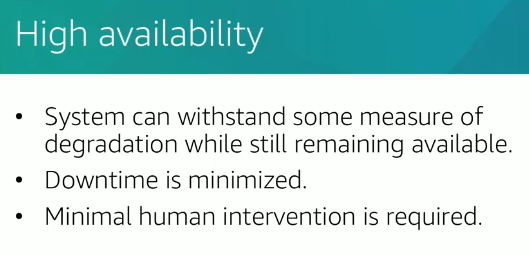 High availability
• System can withstand some measure of
degradation while still remaining available.
• Downtime is minimized.
• Minimal human intervention is required.